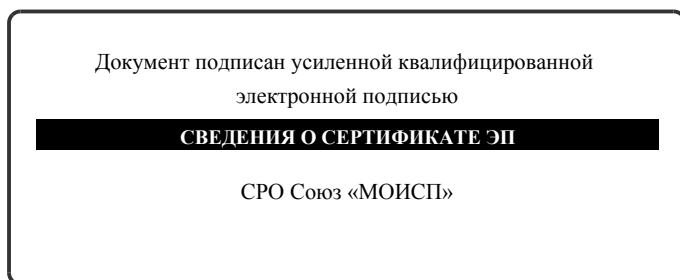 Документ подписан усиленной квалифицированной
электронной подписью
СВЕДЕНИЯ О СЕРТИФИКАТЕ ЭП
СРО Союз «МОИСП»